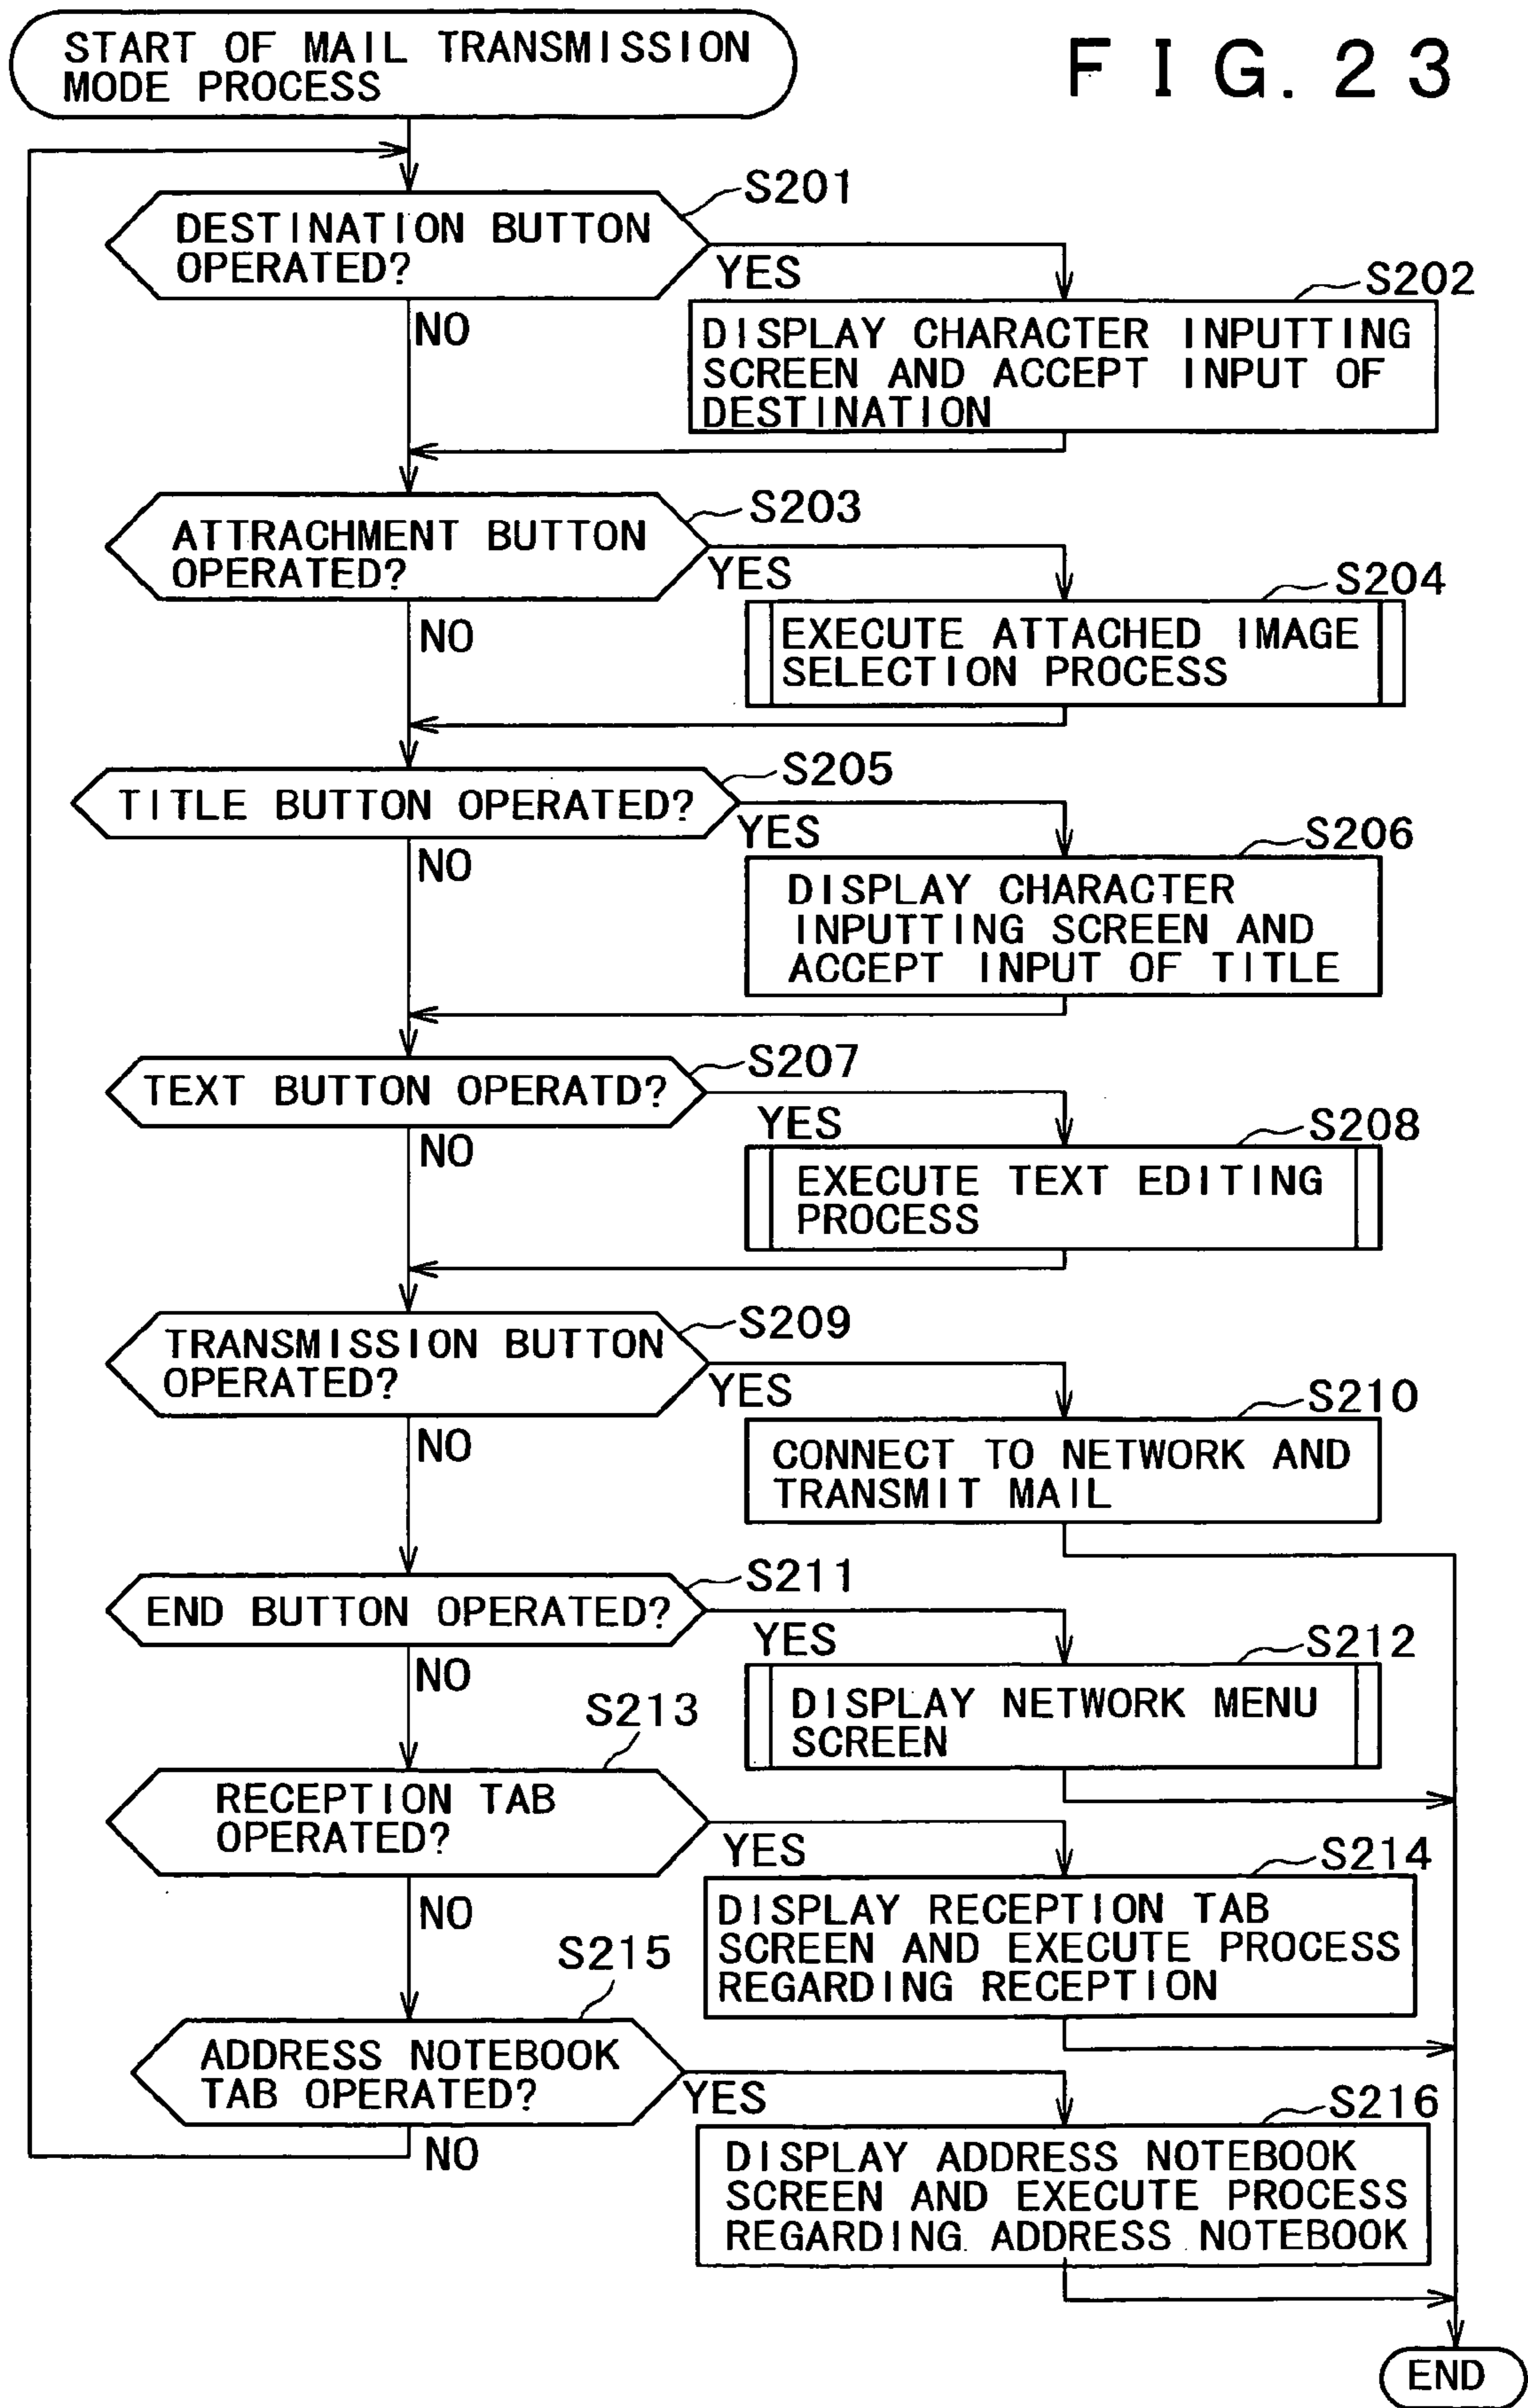 START OF MAIL TRANSMISSION
MODE PROCESS
FIG. 23
S201
DESTINATION BUTTON
OPERATED?
YES
NO
S202
DISPLAY CHARACTER INPUTTING
SCREEN AND ACCEPT INPUT OF
DESTINATION
S203
ATTRACHMENT BUTTON
OPERATED?
YES
NO
S204
EXECUTE ATTACHED IMAGE
SELECTION PROCESS
S205
TITLE BUTTON OPERATED?
YES
NO
S206
DISPLAY CHARACTER
INPUTTING SCREEN AND
ACCEPT INPUT OF TITLE
S207
TEXT BUTTON OPERATD?
YES
NO
S208
EXECUTE TEXT EDITING
PROCESS
S209
TRANSMISSION BUTTON
OPERATED?
YES
NO
S210
CONNECT TO NETWORK AND
TRANSMIT MAIL
S211
END BUTTON OPERATED?
YES
NO
S212
DISPLAY NETWORK MENU
SCREEN
S213
RECEPTION TAB
OPERATED?
YES
NO
S214
DISPLAY RECEPTION TAB
SCREEN AND EXECUTE PROCESS
REGARDING RECEPTION
S215
ADDRESS NOTEBOOK
TAB OPERATED?
YES
NO
S216
DISPLAY ADDRESS NOTEBOOK
SCREEN AND EXECUTE PROCESS
REGARDING ADDRESS NOTEBOOK
END